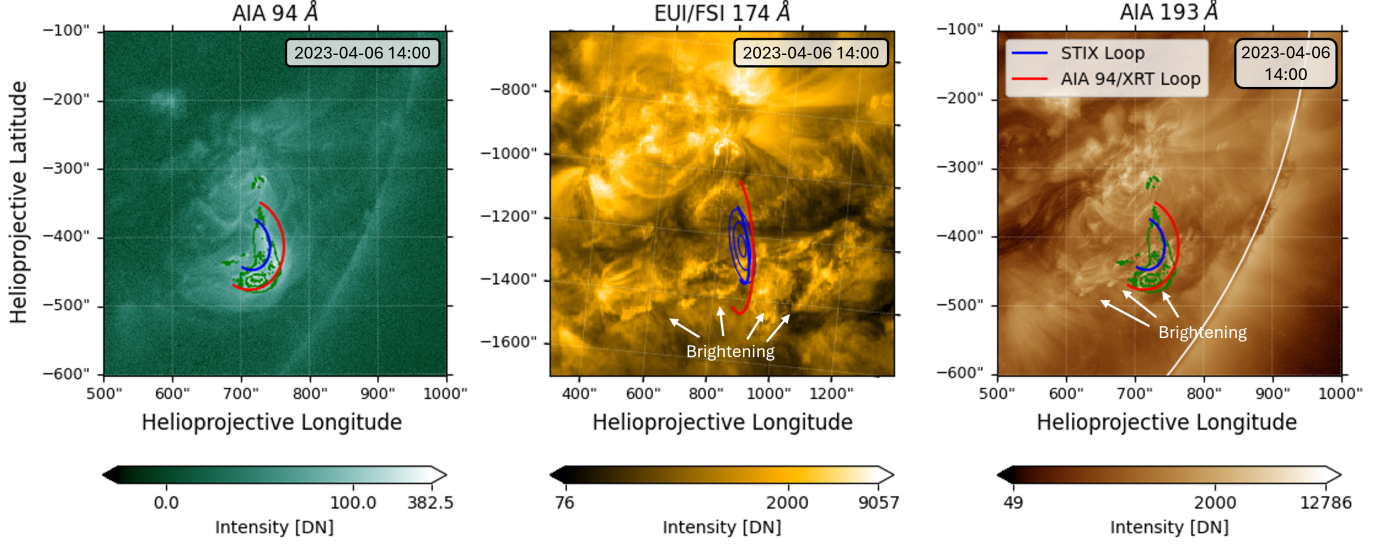 AIA 94 Å
EUI/FSI 174 Å
AIA 193 Å
Helioprojective Latitude
−100"
−200"
−300"
−400"
−500"
−600"
2023-04-06 14:00
500" 600" 700" 800" 900" 1000"
Helioprojective Longitude
0.0 100.0 382.5
Intensity [DN]
−800"
−1000"
−1200"
−1400"
−1600"
2023-04-06 14:00
Brightening
400" 600" 800" 1000" 1200"
Helioprojective Longitude
76 2000 9057
Intensity [DN]
−100"
−200"
−300"
−400"
−500"
−600"
STIX Loop
AIA 94/XRT Loop
2023-04-06
14:00
Brightening
500" 600" 700" 800" 900" 1000"
Helioprojective Longitude
49 2000 12786
Intensity [DN]